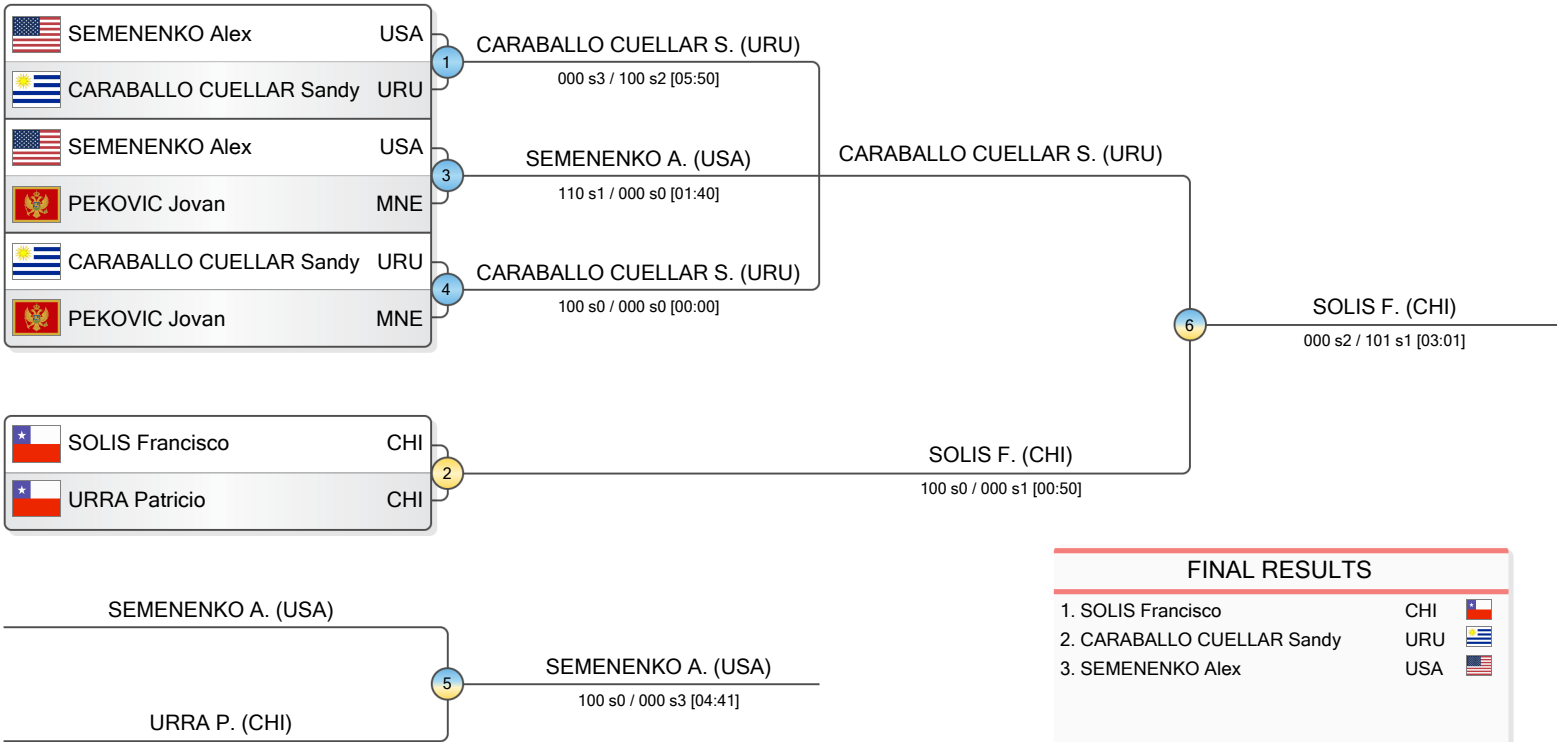 SEMENENKO Alex USA
CARABALLO CUELLAR Sandy URU
1
CARABALLO CUELLAR S. (URU)
000 s3 / 100 s2 [05:50]
SEMENENKO Alex USA
PEKOVIC Jovan MNE
3
SEMENENKO A. (USA)
110 s1 / 000 s0 [01:40]
CARABALLO CUELLAR Sandy URU
PEKOVIC Jovan MNE
4
CARABALLO CUELLAR S. (URU)
100 s0 / 000 s0 [00:00]
CARABALLO CUELLAR S. (URU)
6
SOLIS F. (CHI)
000 s2 / 101 s1 [03:01]
SOLIS Francisco CHI
URRA Patricio CHI
2
SOLIS F. (CHI)
100 s0 / 000 s1 [00:50]
SEMENENKO A. (USA)
URRA P. (CHI)
5
SEMENENKO A. (USA)
100 s0 / 000 s3 [04:41]
FINAL RESULTS
1. SOLIS Francisco CHI
2. CARABALLO CUELLAR Sandy URU
3. SEMENENKO Alex USA